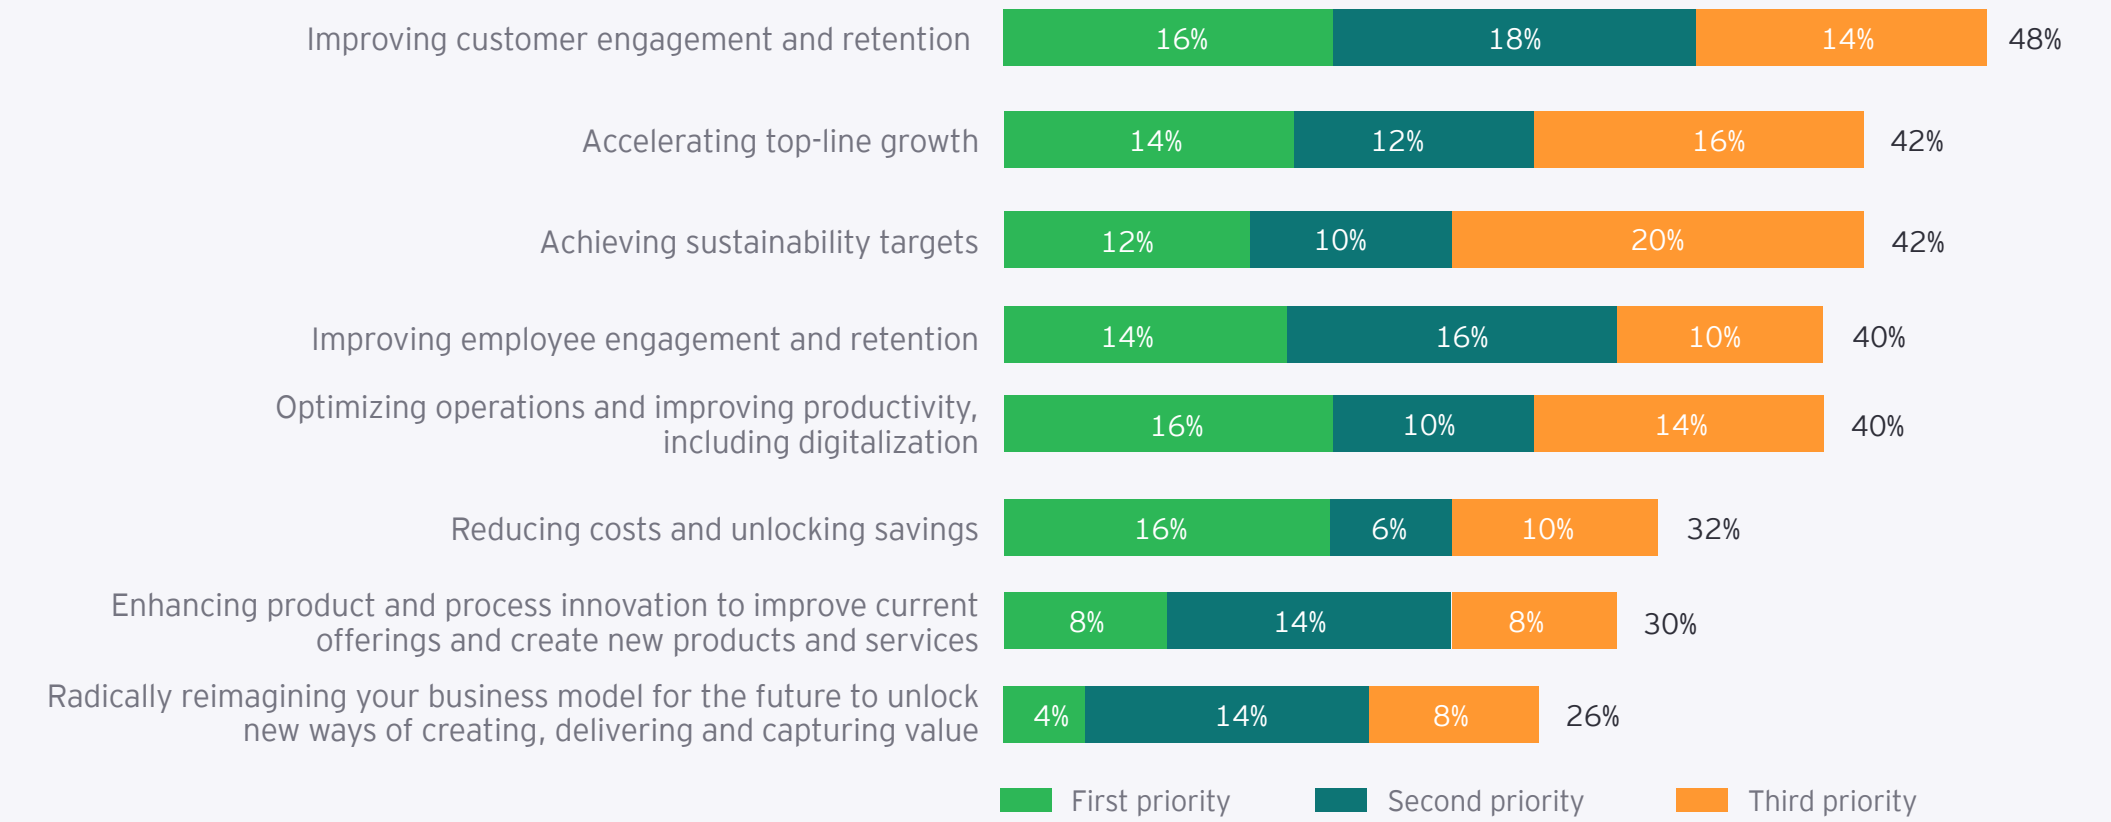 Improving customer engagement and retention 16% 18% 14% 48%
Accelerating top-line growth 14% 12% 16% 42%
Achieving sustainability targets 12% 10% 20% 42%
Improving employee engagement and retention 14% 16% 10% 40%
Optimizing operations and improving productivity,
including digitalization 16% 10% 14% 40%
Reducing costs and unlocking savings 16% 6% 10% 32%
Enhancing product and process innovation to improve current
offerings and create new products and services 8% 14% 8% 30%
Radically reimagining your business model for the future to unlock
new ways of creating, delivering and capturing value 4% 14% 8% 26%
First priority Second priority Third priority